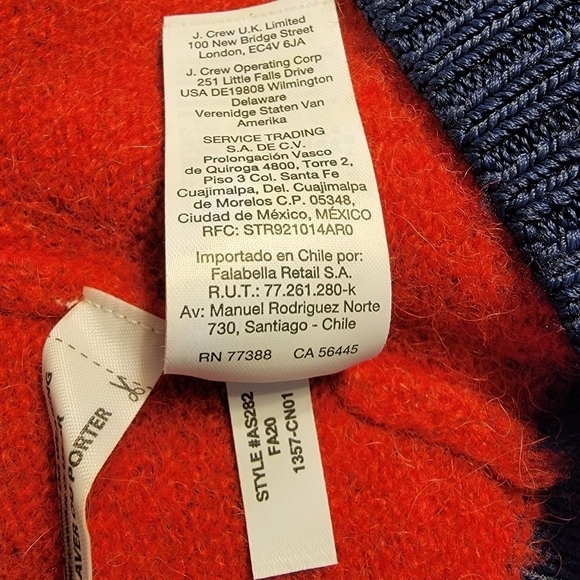 J. Crew U.K. Limited
100 New Bridge Street
London, EC4V 6JA
J. Crew Operating Corp
251 Little Falls Drive
USA DE19808 Wilmington
Delaware
Verenidge Staten Van
Amerika
SERVICE TRADING
S.A. DE C.V.
Prolongación Vasco
de Quiroga 4800, Torre 2,
Piso 3 Col. Santa Fe
Cuajimalpa, Del. Cuajimalpa
de Morelos C.P. 05348,
Ciudad de México, MÉXICO
RFC: STR921014AR0
Importado en Chile por:
Falabella Retail S.A.
R.U.T.: 77.261.280-k
Av: Manuel Rodriguez Norte
730, Santiago - Chile
RN 77388 CA 56445
STYLE #AS282
FA20
1357-CN01
PORTER